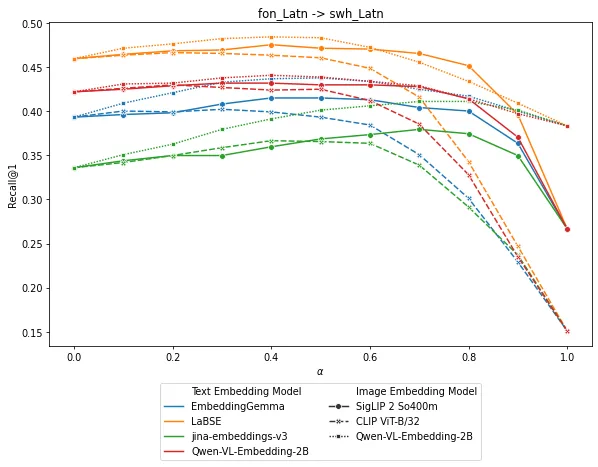 fon_Latn -> swh_Latn
0.50
0.45
0.40
0.35
0.30
0.25
0.20
0.15
Recall@1
0.0 0.2 0.4 0.6 0.8 1.0
α
Text Embedding Model Image Embedding Model
EmbeddingGemma SigLIP 2 So400m
LaBSE CLIP ViT-B/32
jina-embeddings-v3 Qwen-VL-Embedding-2B
Qwen-VL-Embedding-2B